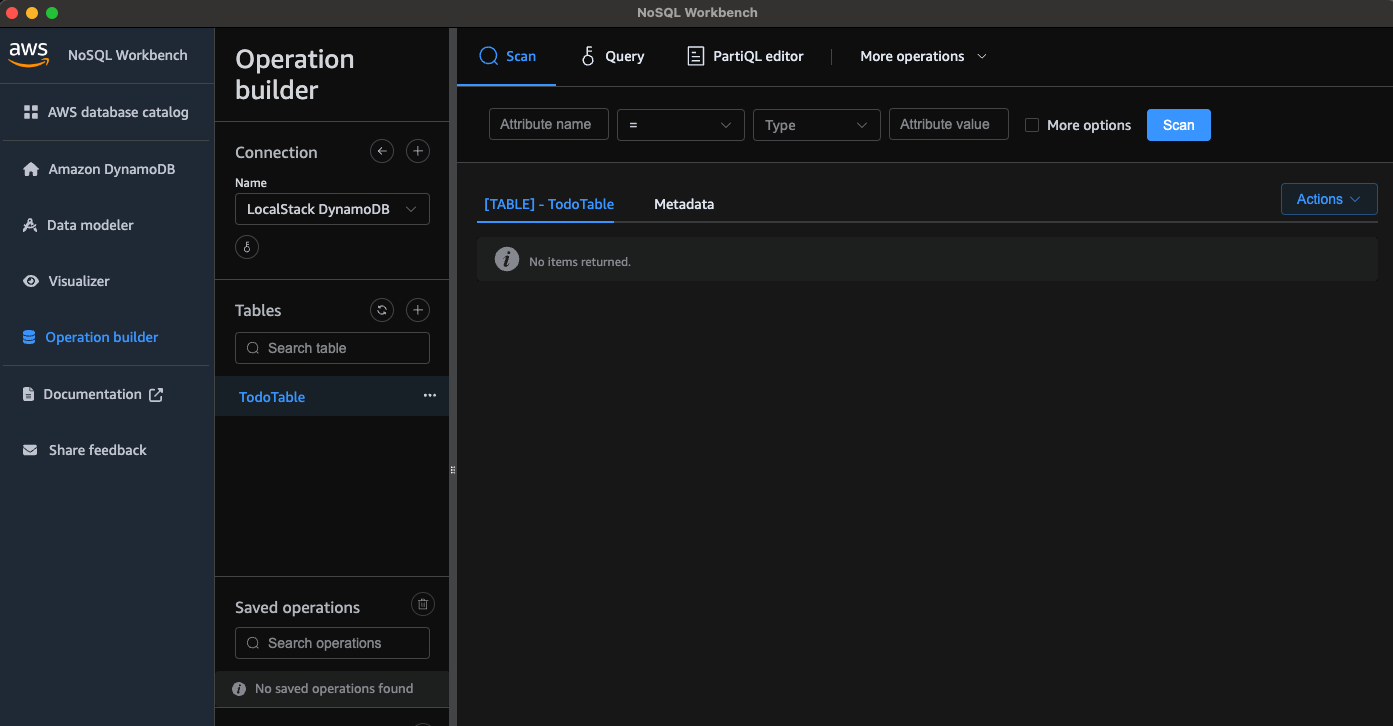 NoSQL Workbench
aws
NoSQL Workbench
AWS database catalog
Amazon DynamoDB
Data modeler
Visualizer
Operation builder
Documentation
Share feedback
Operation
builder
Connection
Name
LocalStack DynamoDB
Tables
Search table
TodoTable
Saved operations
Search operations
No saved operations found
Scan Query PartiQL editor More operations
Attribute name = Type Attribute value More options Scan
[TABLE] - TodoTable Metadata Actions
No items returned.